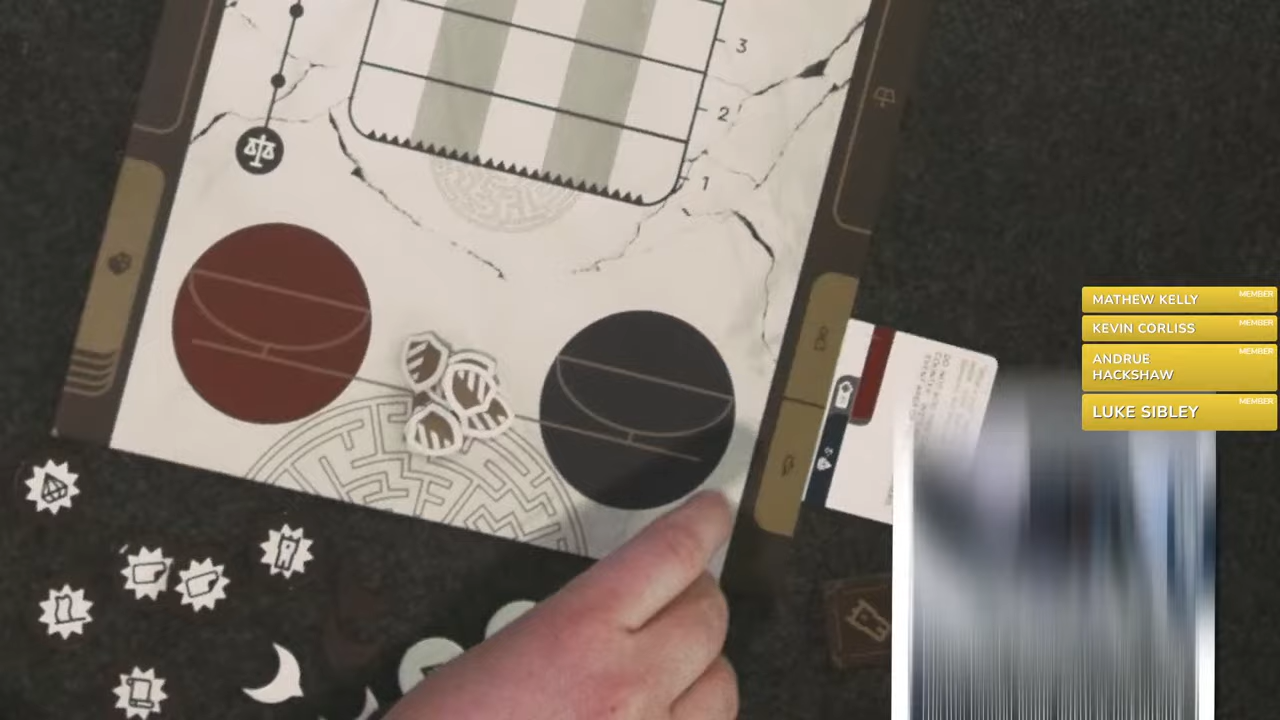 3
2
1
MATHEW KELLY
MEMBER
KEVIN CORLISS
MEMBER
ANDRUE
HACKSHAW
MEMBER
LUKE SIBLEY
MEMBER